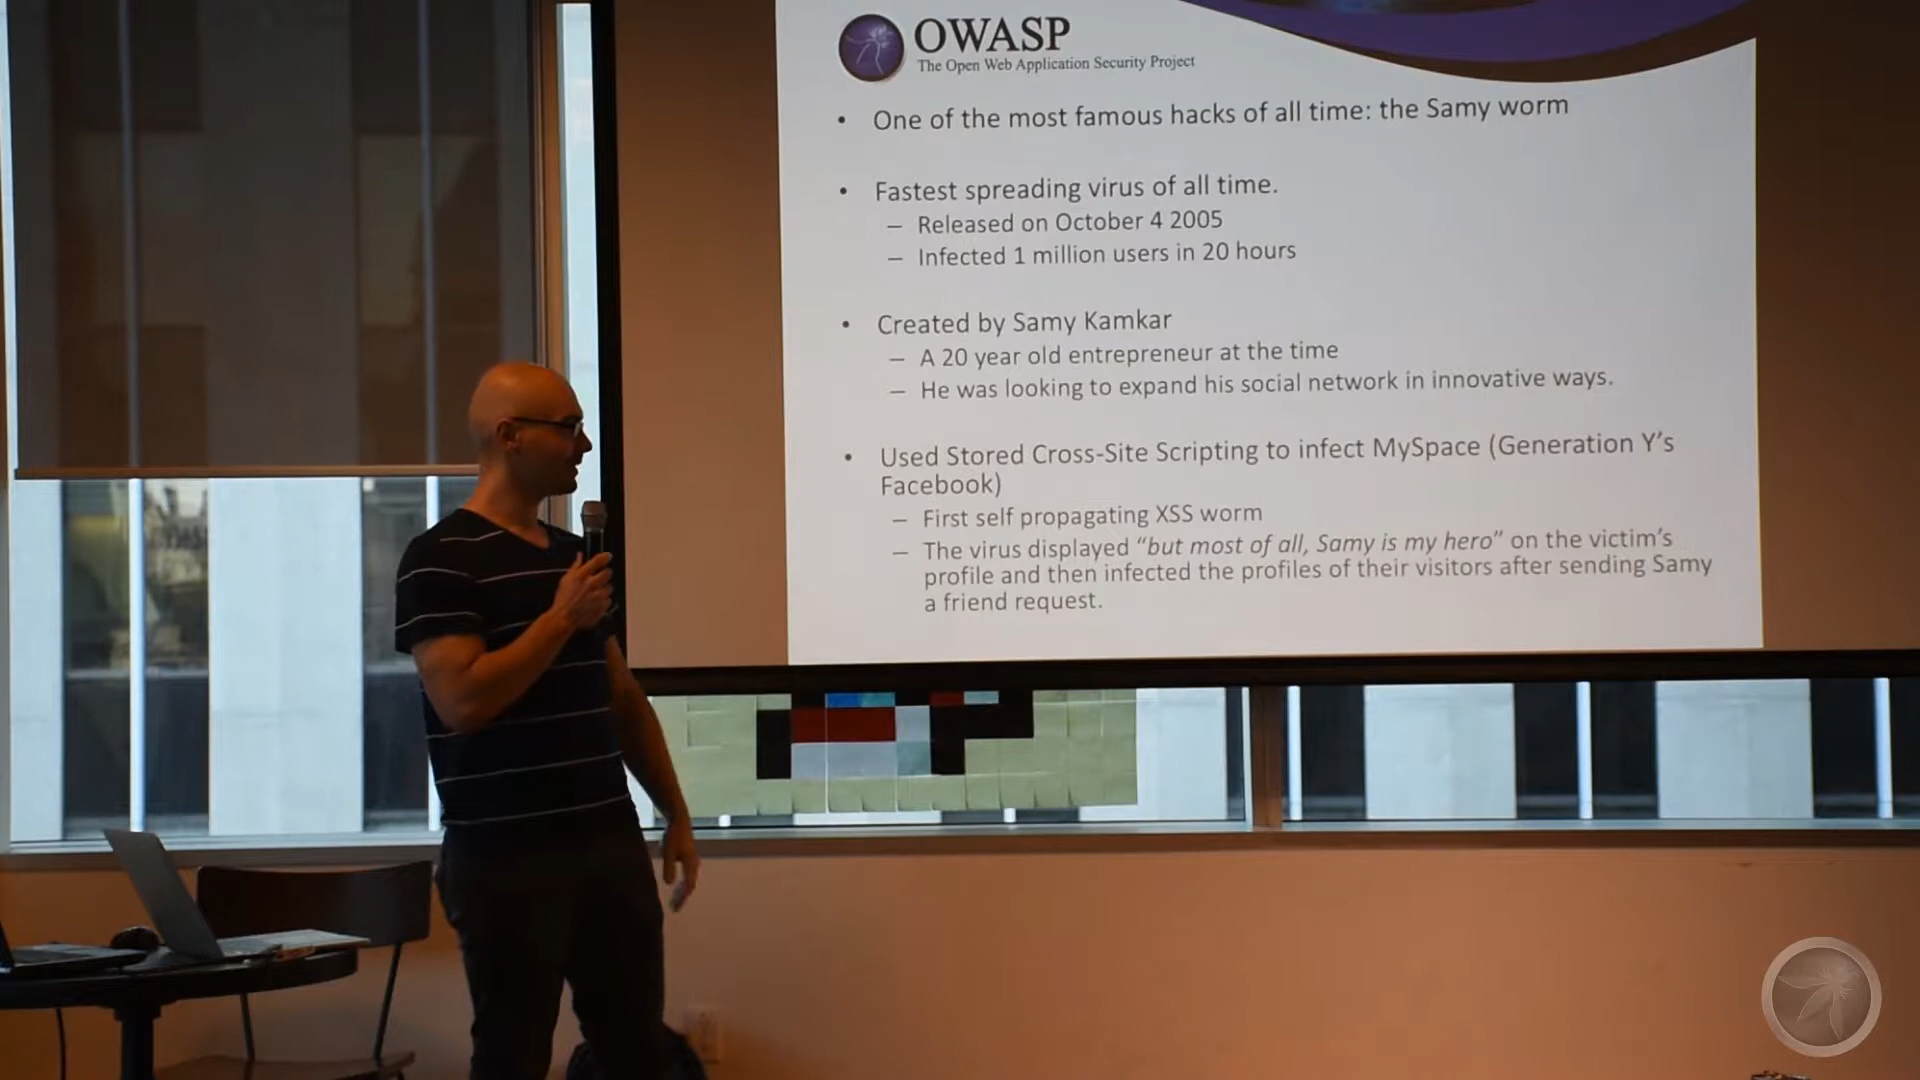 OWASP
The Open Web Application Security Project
• One of the most famous hacks of all time: the Samy worm
• Fastest spreading virus of all time.
– Released on October 4 2005
– Infected 1 million users in 20 hours
• Created by Samy Kamkar
– A 20 year old entrepreneur at the time
– He was looking to expand his social network in innovative ways.
• Used Stored Cross-Site Scripting to infect MySpace (Generation Y's
Facebook)
– First self propagating XSS worm
– The virus displayed "but most of all, Samy is my hero" on the victim's
profile and then infected the profiles of their visitors after sending Samy
a friend request.